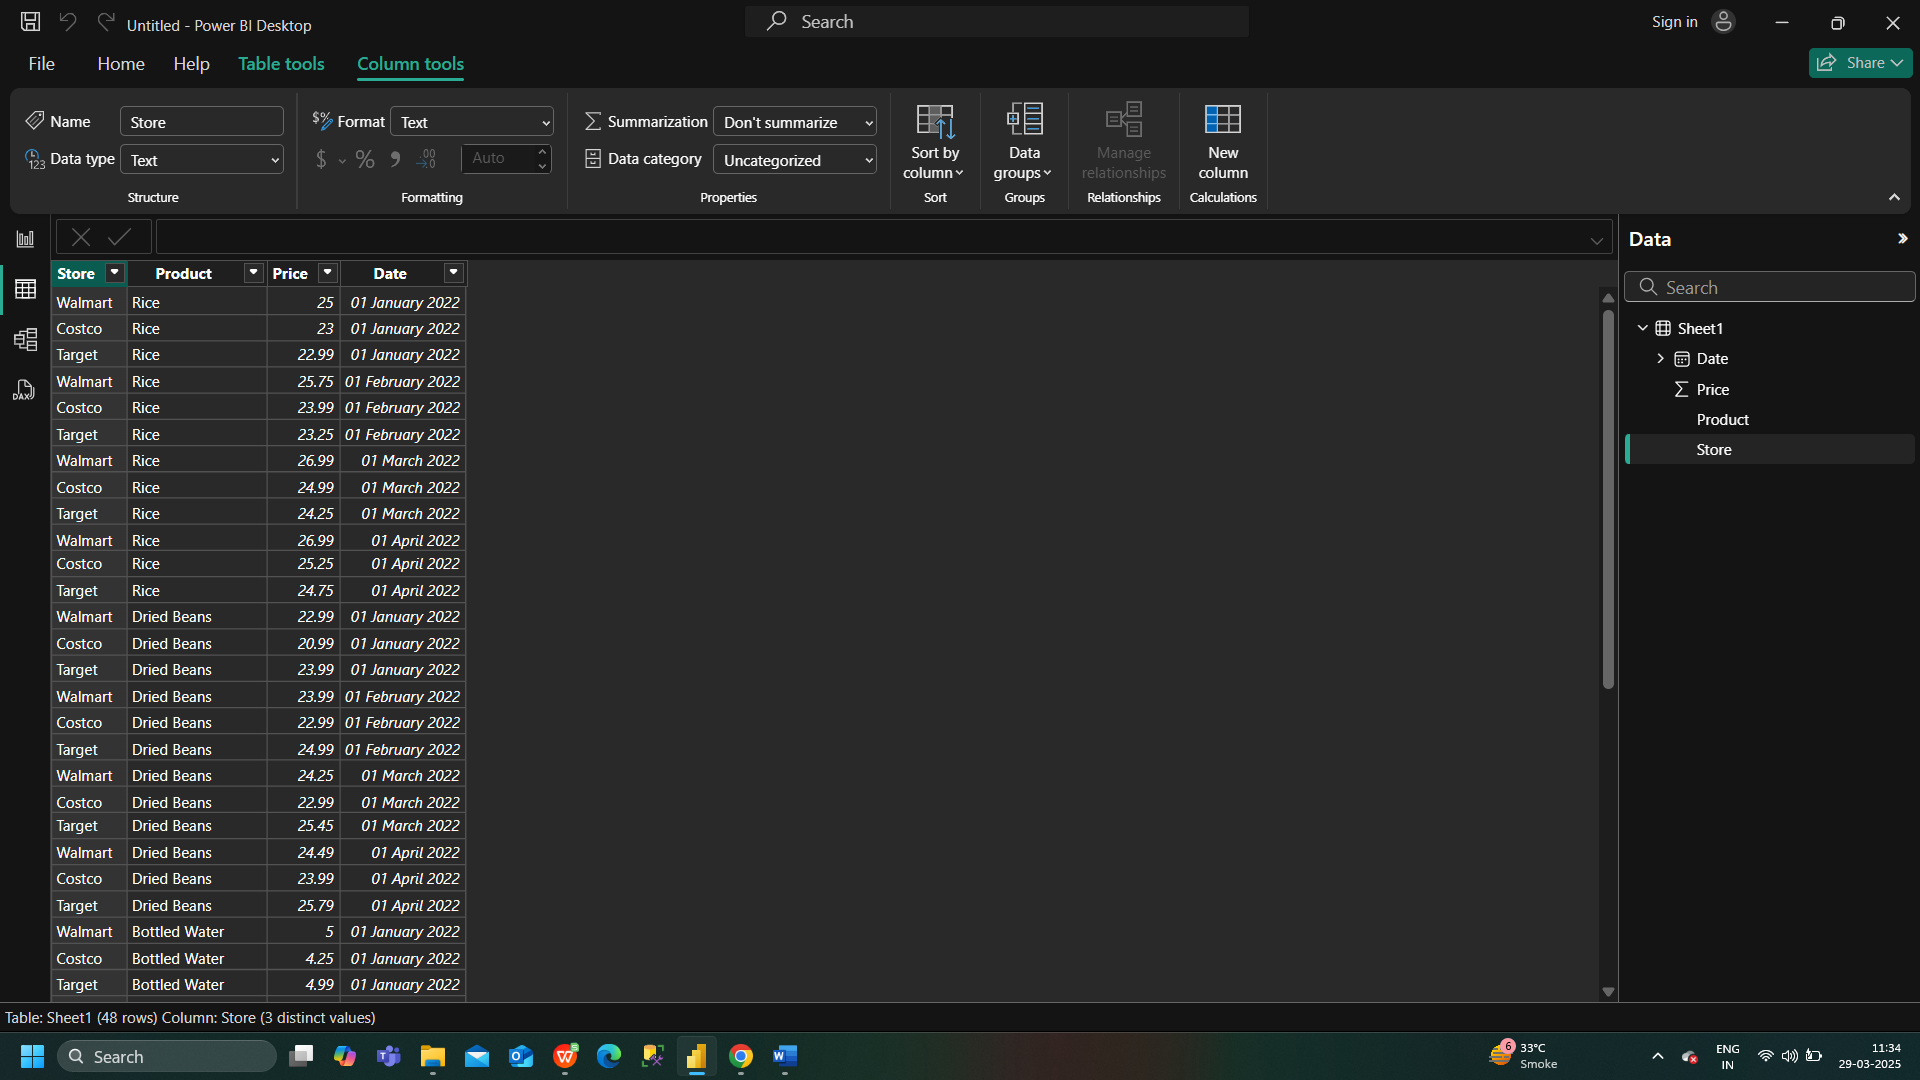 Untitled - Power BI Desktop
Search
Sign in
File Home Help Table tools Column tools
Share
Name Store
Data type Text
Structure
Format Text
$ % , .00 Auto
Formatting
Summarization Don't summarize
Data category Uncategorized
Properties
Sort by column
Sort
Data groups
Groups
Manage relationships
Relationships
New column
Calculations
Store Product Price Date
Walmart Rice 25 01 January 2022
Costco Rice 23 01 January 2022
Target Rice 22.99 01 January 2022
Walmart Rice 25.75 01 February 2022
Costco Rice 23.99 01 February 2022
Target Rice 23.25 01 February 2022
Walmart Rice 26.99 01 March 2022
Costco Rice 24.99 01 March 2022
Target Rice 24.25 01 March 2022
Walmart Rice 26.99 01 April 2022
Costco Rice 25.25 01 April 2022
Target Rice 24.75 01 April 2022
Walmart Dried Beans 22.99 01 January 2022
Costco Dried Beans 20.99 01 January 2022
Target Dried Beans 23.99 01 January 2022
Walmart Dried Beans 23.99 01 February 2022
Costco Dried Beans 22.99 01 February 2022
Target Dried Beans 24.99 01 February 2022
Walmart Dried Beans 24.25 01 March 2022
Costco Dried Beans 22.99 01 March 2022
Target Dried Beans 25.45 01 March 2022
Walmart Dried Beans 24.49 01 April 2022
Costco Dried Beans 23.99 01 April 2022
Target Dried Beans 25.79 01 April 2022
Walmart Bottled Water 5 01 January 2022
Costco Bottled Water 4.25 01 January 2022
Target Bottled Water 4.99 01 January 2022
Data
Search
Sheet1
Date
Price
Product
Store
DAX
Table: Sheet1 (48 rows) Column: Store (3 distinct values)
Search
6
33°C
Smoke
ENG
IN
11:34
29-03-2025